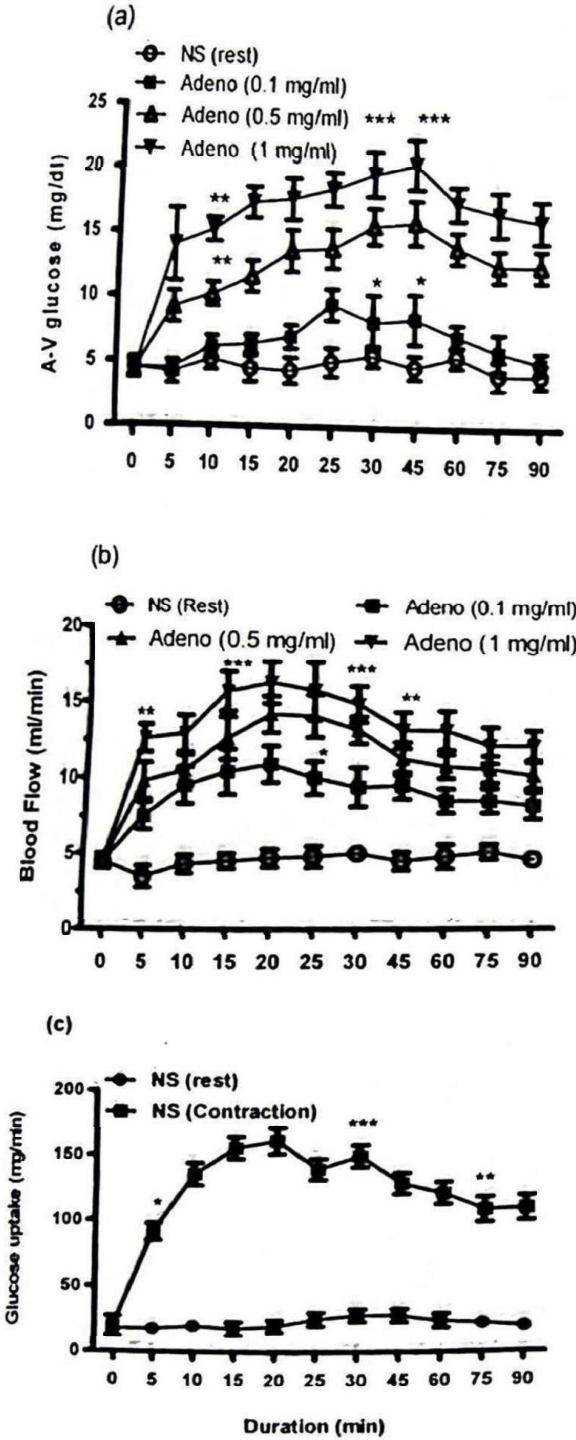 (a)
NS (rest)
Adeno (0.1 mg/ml)
Adeno (0.5 mg/ml)
Adeno (1 mg/ml)
*** ***
**
**
* *
A-V glucose (mg/dl)
25
20
15
10
5
0
0 5 10 15 20 25 30 45 60 75 90
(b)
NS (Rest) Adeno (0.1 mg/ml)
Adeno (0.5 mg/ml) Adeno (1 mg/ml)
** *** *** **
*
Blood Flow (ml/min)
20
15
10
5
0
0 5 10 15 20 25 30 45 60 75 90
(c)
NS (rest)
NS (Contraction)
* *** **
Glucose uptake (mg/min)
200
150
100
50
0
0 5 10 15 20 25 30 45 60 75 90
Duration (min)